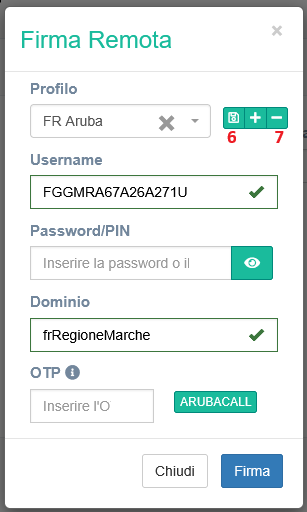 Firma Remota ×
Profilo
FR Aruba
6 7
Username
FGGMRA67A26A271U
Password/PIN
Inserire la password o il
Dominio
frRegioneMarche
OTP
Inserire l'O ARUBACALL
Chiudi Firma